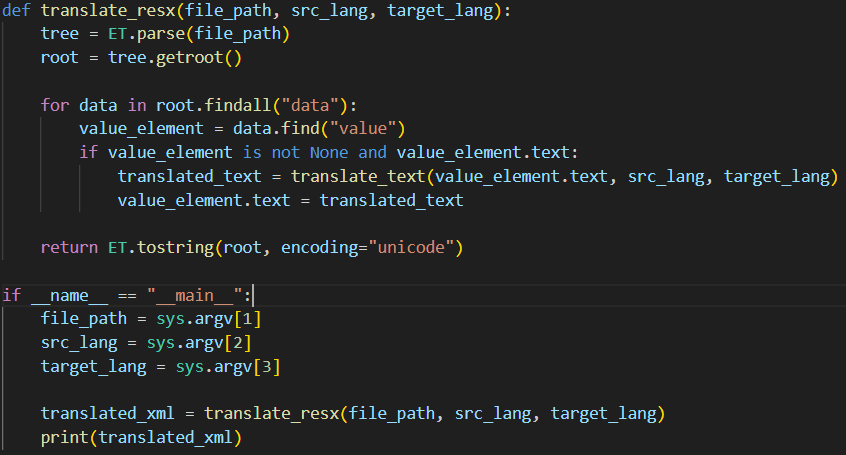 def translate_resx(file_path, src_lang, target_lang):
    tree = ET.parse(file_path)
    root = tree.getroot()

    for data in root.findall("data"):
        value_element = data.find("value")
        if value_element is not None and value_element.text:
            translated_text = translate_text(value_element.text, src_lang, target_lang)
            value_element.text = translated_text

    return ET.tostring(root, encoding="unicode")

if __name__ == "__main__":
    file_path = sys.argv[1]
    src_lang = sys.argv[2]
    target_lang = sys.argv[3]

    translated_xml = translate_resx(file_path, src_lang, target_lang)
    print(translated_xml)